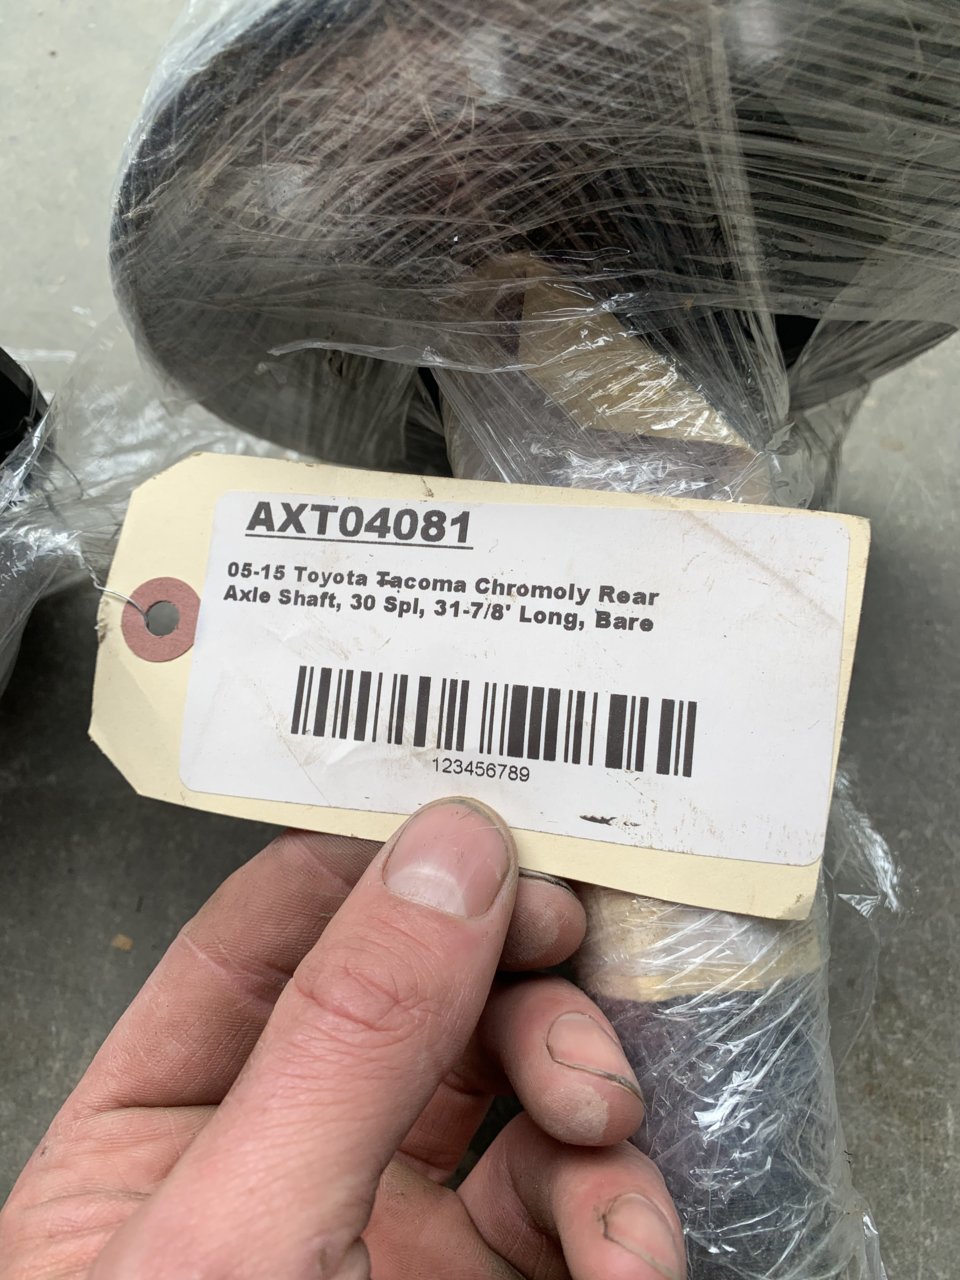 AXT04081
05-15 Toyota Tacoma Chromoly Rear
Axle Shaft, 30 Spl, 31-7/8' Long, Bare
123456789